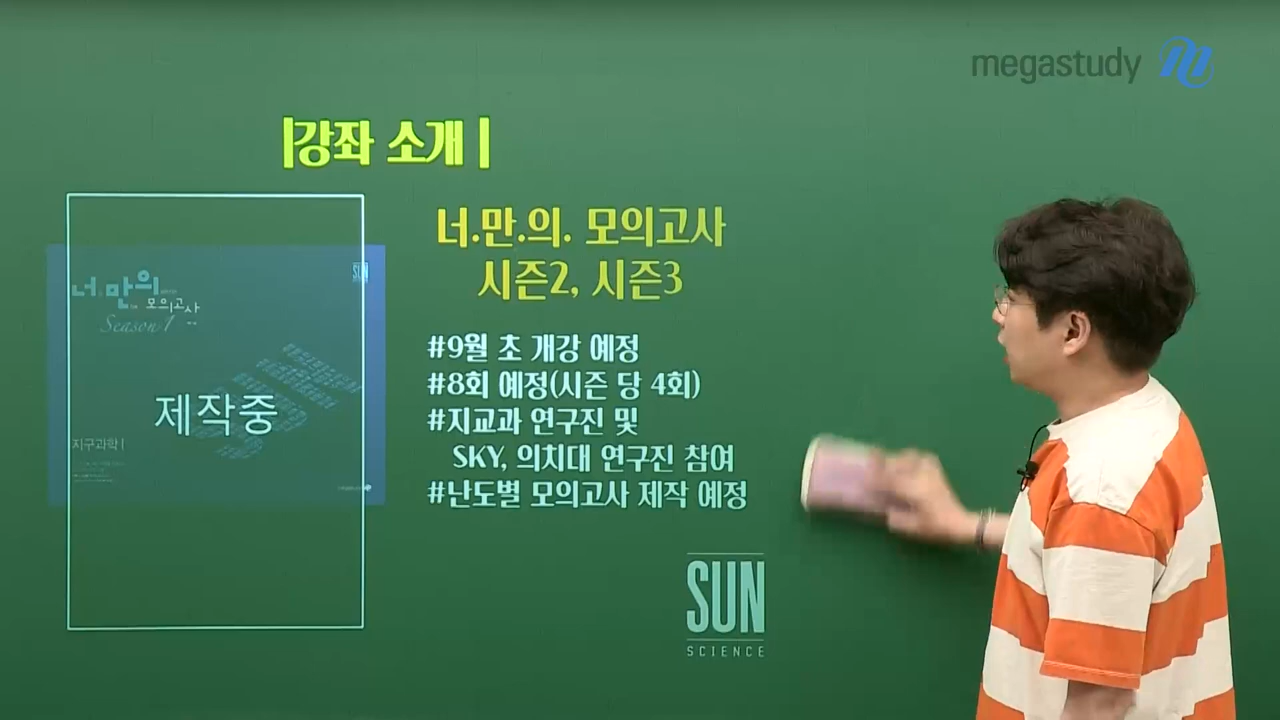 megastudy
|강좌 소개|
너.만.의. 모의고사
시즌2, 시즌3
#9월 초 개강 예정
#8회 예정(시즌 당 4회)
#지교과 연구진 및
SKY, 의치대 연구진 참여
#난도별 모의고사 제작 예정
SUN
너.만의
모의고사
Season 1
제작중
지구과학 I
SUN
SCIENCE